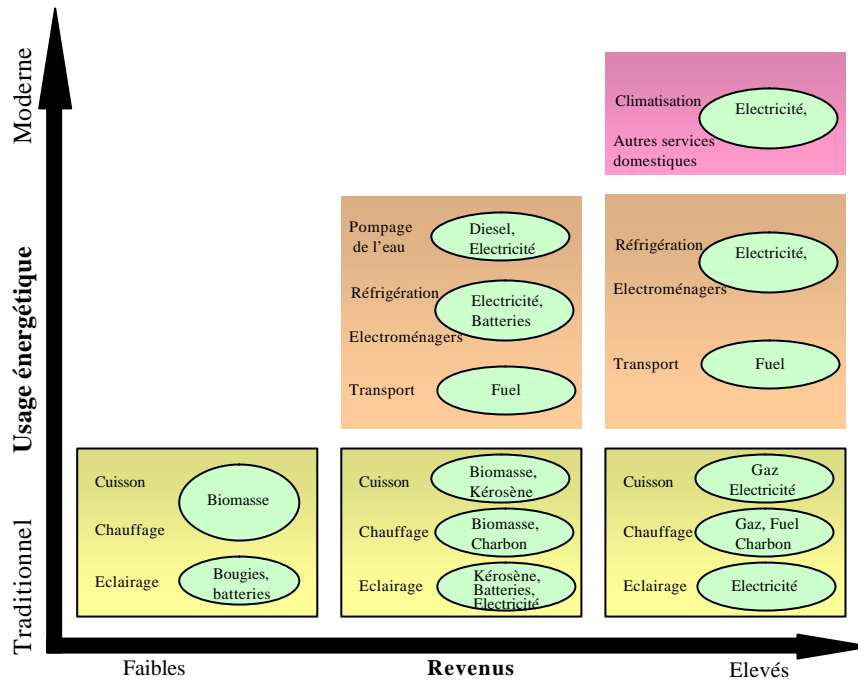 Moderne
Usage énergétique
Traditionnel
Climatisation
Autres services
domestiques
Electricité,
Pompage
de l'eau
Diesel,
Electricité
Réfrigération
Electroménagers
Electricité,
Batteries
Transport
Fuel
Réfrigération
Electroménagers
Electricité,
Transport
Fuel
Cuisson
Chauffage
Biomasse
Eclairage
Bougies,
batteries
Cuisson
Biomasse,
Kérosène
Chauffage
Biomasse,
Charbon
Eclairage
Kérosène,
Batteries,
Electricité
Cuisson
Gaz
Electricité
Chauffage
Gaz, Fuel
Charbon
Eclairage
Electricité
Faibles
Revenus
Elevés